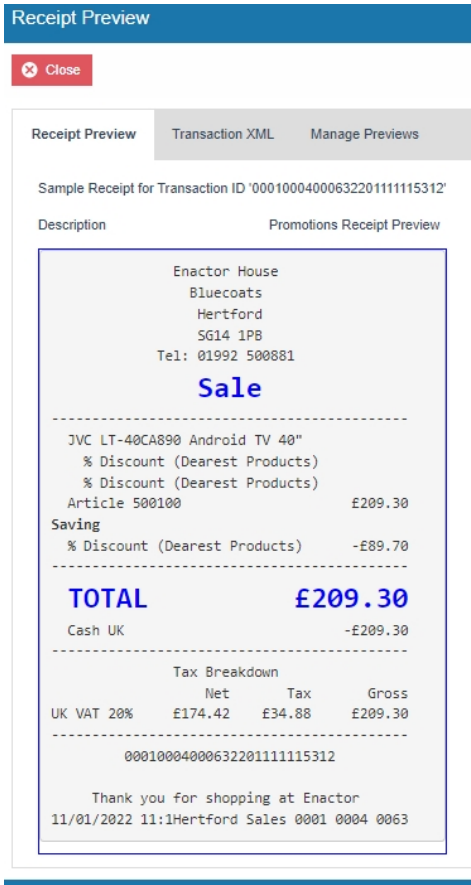 Receipt Preview
Close
Receipt Preview Transaction XML Manage Previews
Sample Receipt for Transaction ID '00010004000632201111115312'
Description Promotions Receipt Preview
Enactor House
Bluecoats
Hertford
SG14 1PB
Tel: 01992 500881
Sale
JVC LT-40CA890 Android TV 40"
% Discount (Dearest Products)
% Discount (Dearest Products)
Article 500100 £209.30
Saving
% Discount (Dearest Products) -£89.70
TOTAL £209.30
Cash UK -£209.30
Tax Breakdown
Net Tax Gross
UK VAT 20% £174.42 £34.88 £209.30
00010004000632201111115312
Thank you for shopping at Enactor
11/01/2022 11:1Hertford Sales 0001 0004 0063